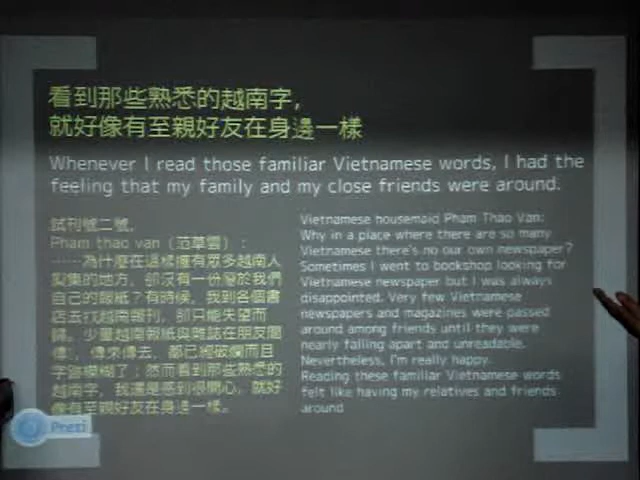 看到那些熟悉的越南字,
就好像有至親好友在身邊一樣
Whenever I read those familiar Vietnamese words, I had the
feeling that my family and my close friends were around.
試刊號二號,
Pham thao van (范草雲) :
……為什麼在這樣擁有眾多越南人
聚集的地方, 卻沒有一份屬於我們
自己的報紙？有時候, 我到各個書
店去找越南報刊, 卻只能失望而
歸。少量越南報紙與雜誌在朋友間
傳來傳去, 都已經破爛而且
字跡模糊了；然而看到那些熟悉的
越南字, 我還是感到很開心, 就好
像有至親好友在身邊一樣。
Vietnamese housemaid Pham Thao Van:
Why in a place where there are so many
Vietnamese there's no our own newspaper?
Sometimes I went to bookshop looking for
Vietnamese newspaper but I was always
disappointed. Very few Vietnamese
newspapers and magazines were passed
around among friends until they were
nearly falling apart and unreadable.
Nevertheless, I'm really happy.
Reading these familiar Vietnamese words
felt like having my relatives and friends
around
Prezi